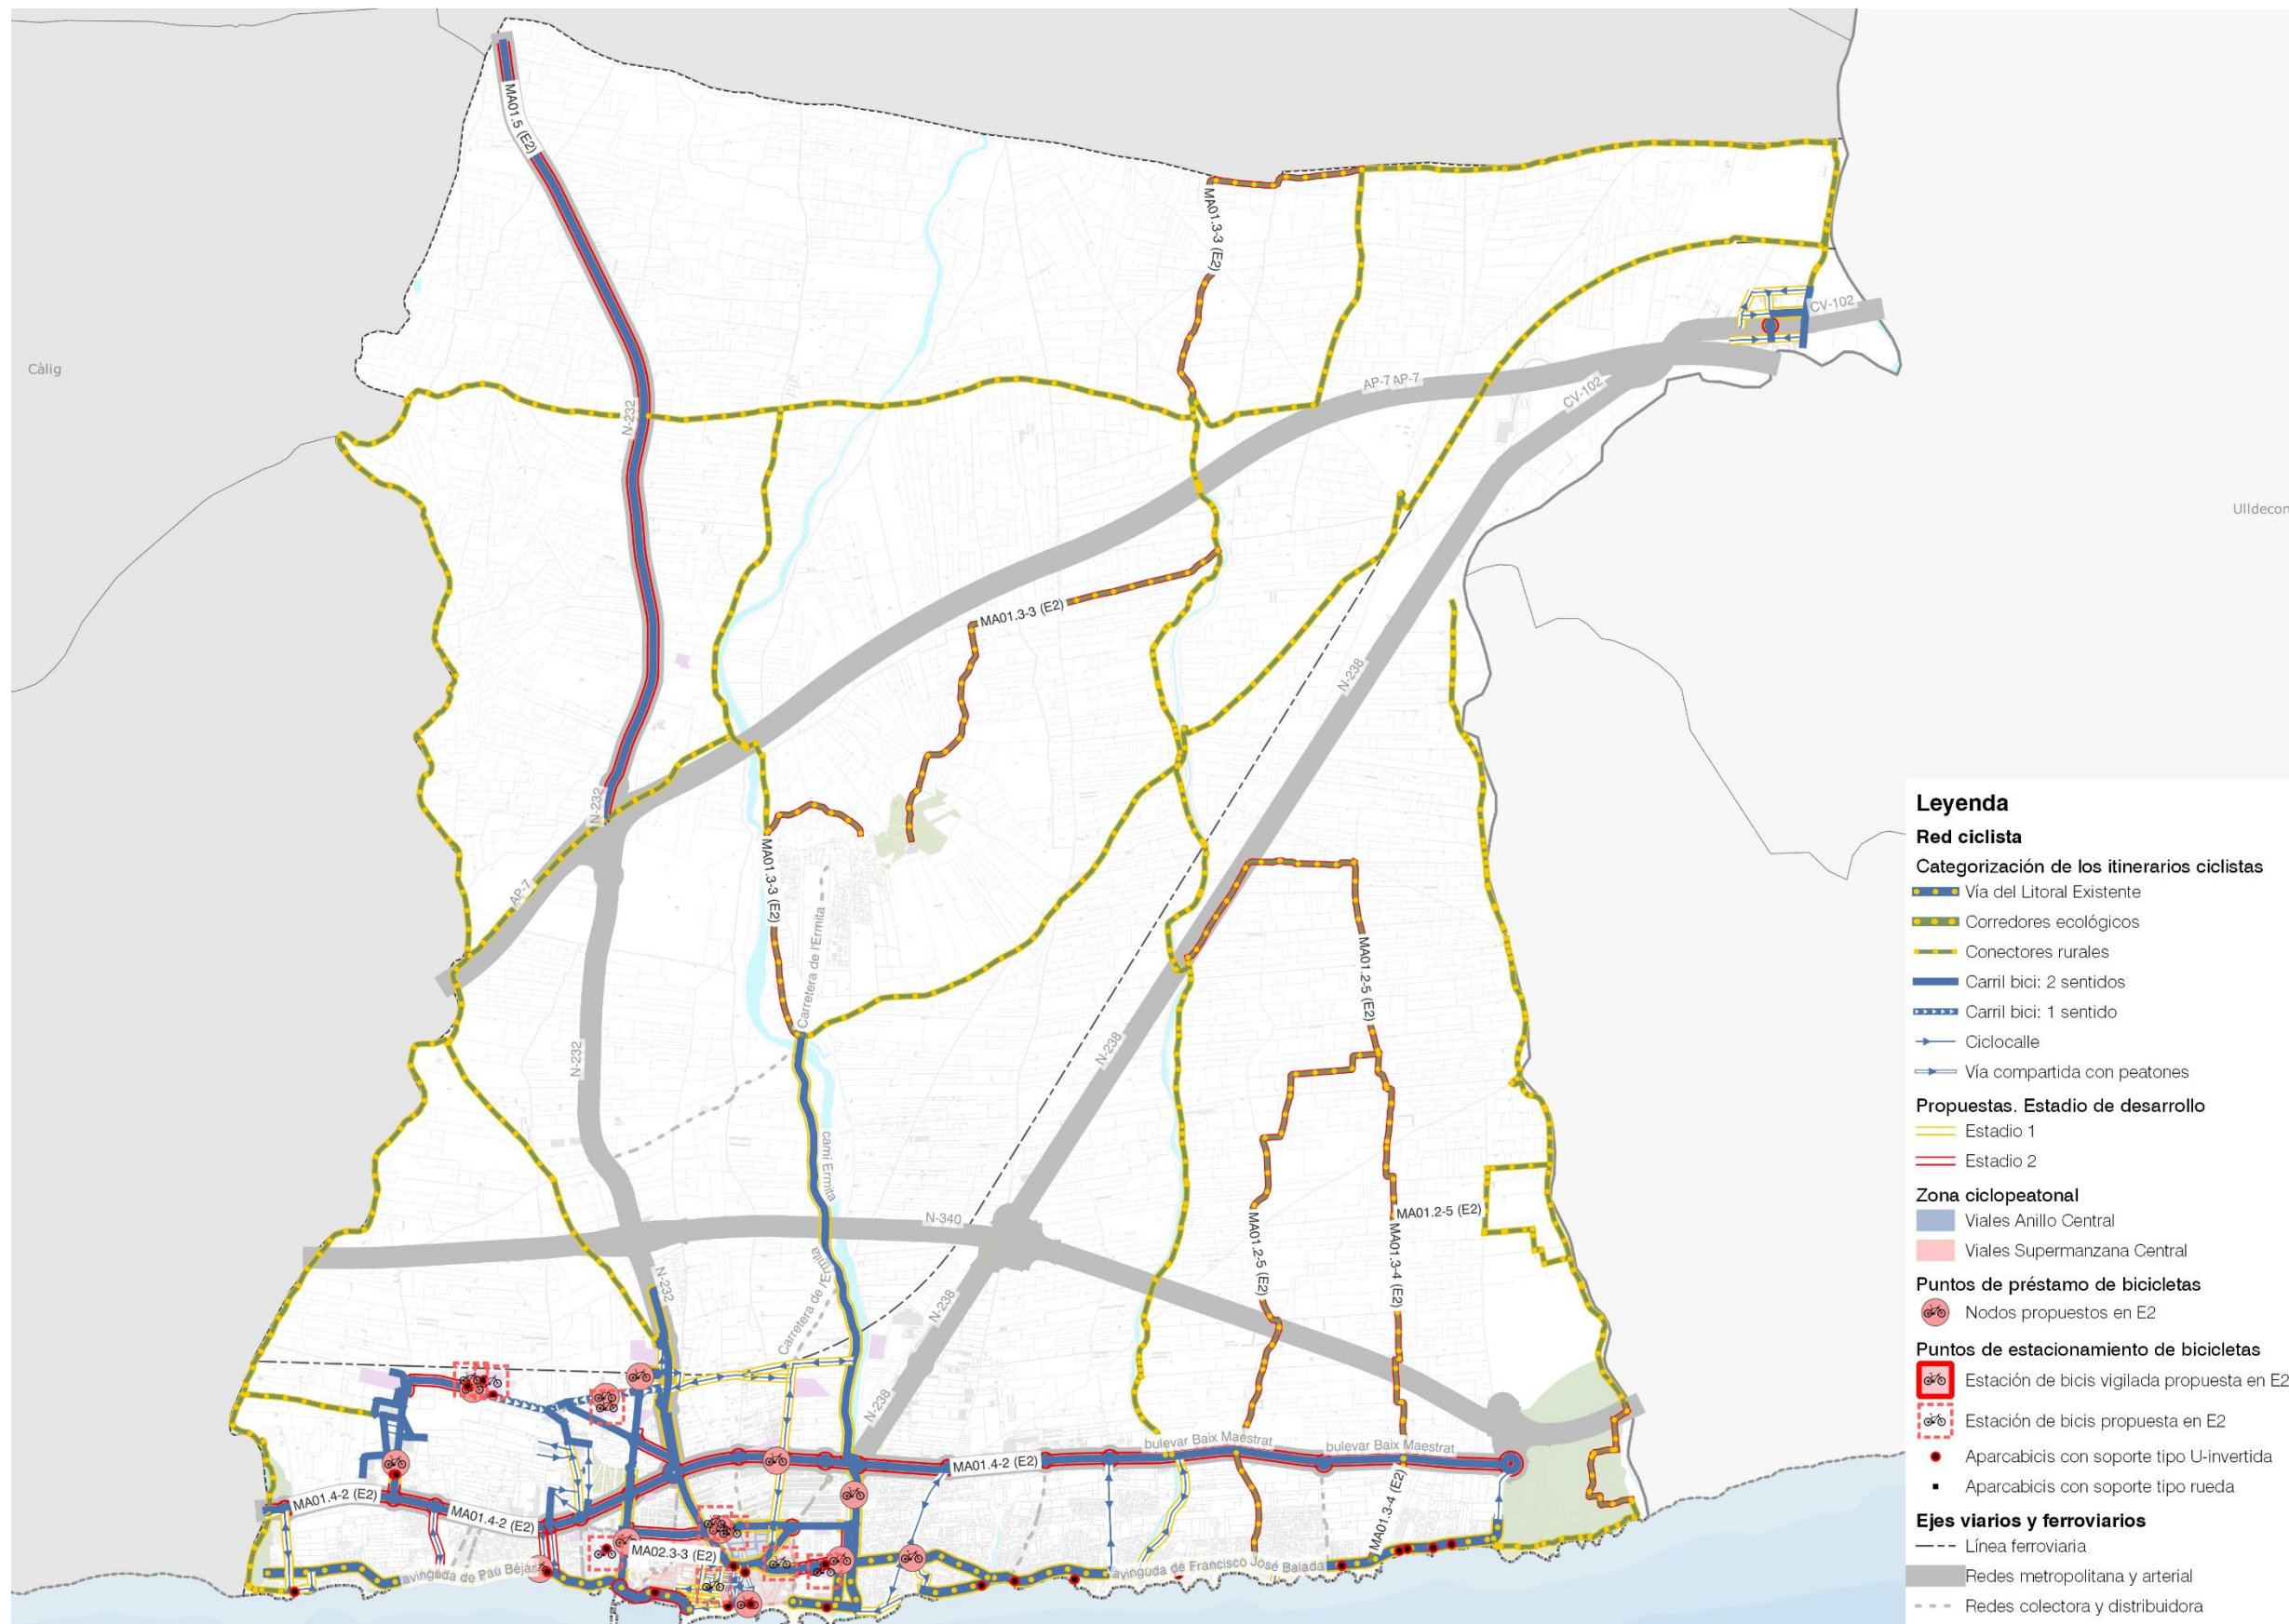 MA01.5 (E2)
MA01.3-3 (E2)
CV-102
Càlig
AP-7
AP-7
CV-102
N-232
Ulldecon
MA01.3-3 (E2)
N-238
N-232
MA01.3-3 (E2)
AP-7
Carretera de l'Ermita
MA01.2-5 (E2)
N-232
N-238
camí Ermita
MA01.2-5 (E2)
N-340
MA01.2-5 (E2)
MA01.3-4 (E2)
N-232
Carretera de l'Ermita
N-238
N-238
bulevar Baix Maestrat
bulevar Baix Maestrat
MA01.4-2 (E2)
MA01.4-2 (E2)
MA01.4-2 (E2)
MA01.3-4 (E2)
MA02.3-3 (E2)
avinguda de Pau Béjar
avinguda de Francisco José Balada
Leyenda
Red ciclista
Categorización de los itinerarios ciclistas
Vía del Litoral Existente
Corredores ecológicos
Conectores rurales
Carril bici: 2 sentidos
Carril bici: 1 sentido
Ciclocalle
Vía compartida con peatones
Propuestas. Estadio de desarrollo
Estadio 1
Estadio 2
Zona ciclopeatonal
Viales Anillo Central
Viales Supermanzana Central
Puntos de préstamo de bicicletas
Nodos propuestos en E2
Puntos de estacionamiento de bicicletas
Estación de bicis vigilada propuesta en E2
Estación de bicis propuesta en E2
Aparcabicis con soporte tipo U-invertida
Aparcabicis con soporte tipo rueda
Ejes viarios y ferroviarios
Línea ferroviaria
Redes metropolitana y arterial
Redes colectora y distribuidora